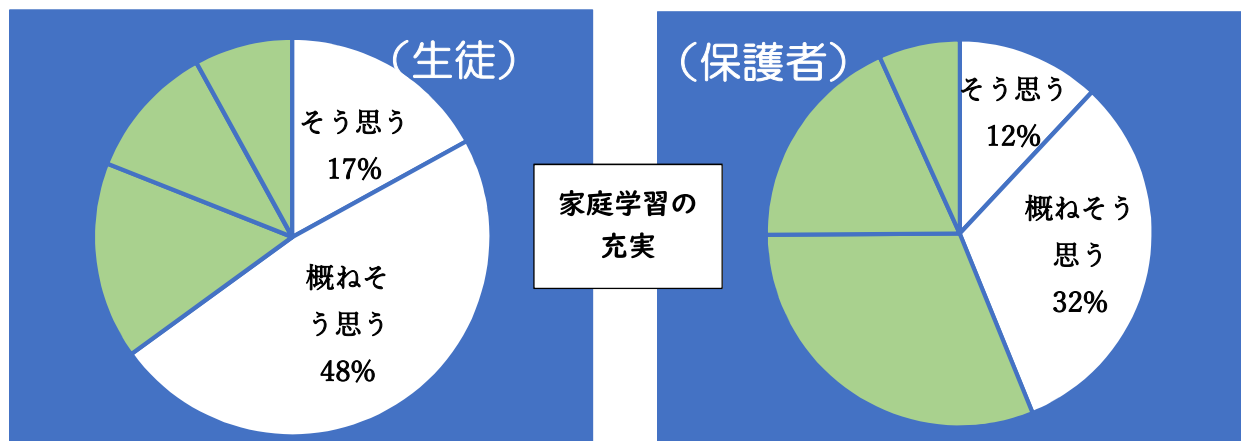 （生徒）
そう思う
17%
概ねそ
う思う
48%
家庭学習の
充実
（保護者）
そう思う
12%
概ねそう
思う
32%